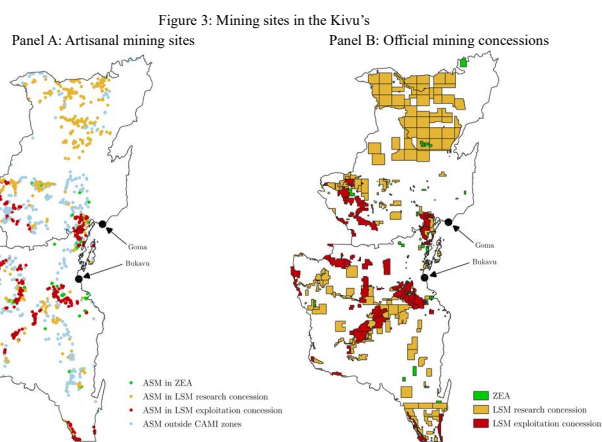 Figure 3: Mining sites in the Kivu's
Panel A: Artisanal mining sites
Panel B: Official mining concessions
Goma
Bukavu
ASM in ZEA
ASM in LSM research concession
ASM in LSM exploitation concession
ASM outside CAMI zones
Goma
Bukavu
ZEA
LSM research concession
LSM exploitation concession